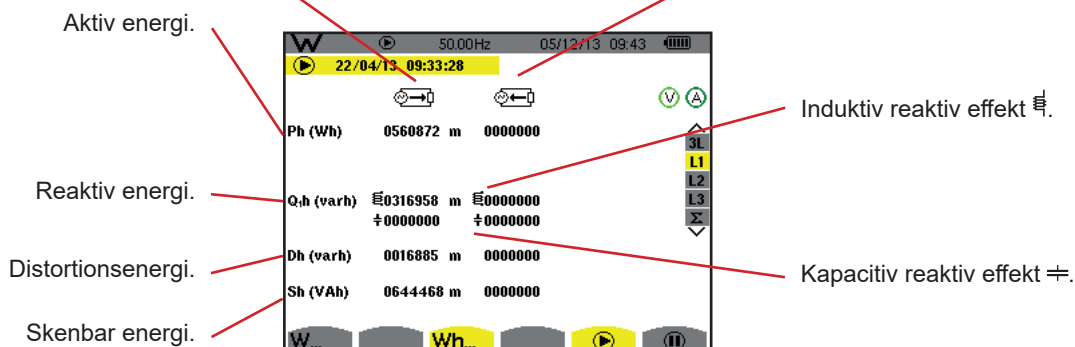 Aktiv energi.
W 50.00Hz 05/12/13 09:43
22/04/13 09:33:28
V A
Induktiv reaktiv effekt.
Ph (Wh) 0560872 m 0000000
3L
L1
L2
Reaktiv energi.
Q₁h (varh) 0316958 m 0000000
L3
0000000 0000000
Σ
Dh (varh) 0016885 m 0000000
Distortionsenergi.
Kapacitiv reaktiv effekt.
Sh (VAh) 0644468 m 0000000
Skenbar energi.
W... Wh...